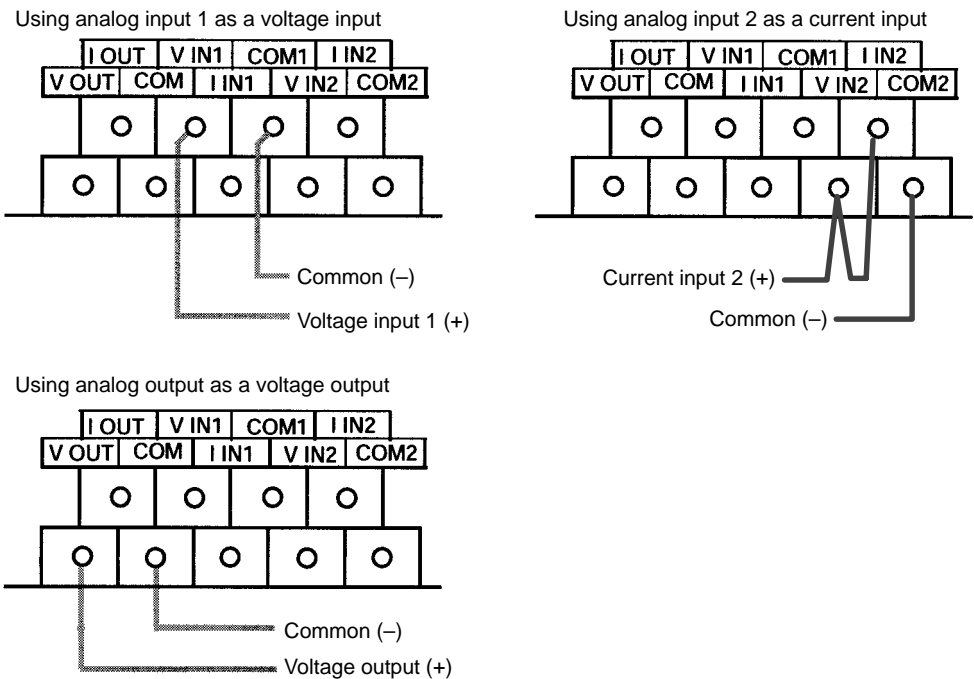 Using analog input 1 as a voltage input
I OUT V IN1 COM1 I IN2
V OUT COM I IN1 V IN2 COM2
Common (–)
Voltage input 1 (+)
Using analog input 2 as a current input
I OUT V IN1 COM1 I IN2
V OUT COM I IN1 V IN2 COM2
Current input 2 (+)
Common (–)
Using analog output as a voltage output
I OUT V IN1 COM1 I IN2
V OUT COM I IN1 V IN2 COM2
Common (–)
Voltage output (+)